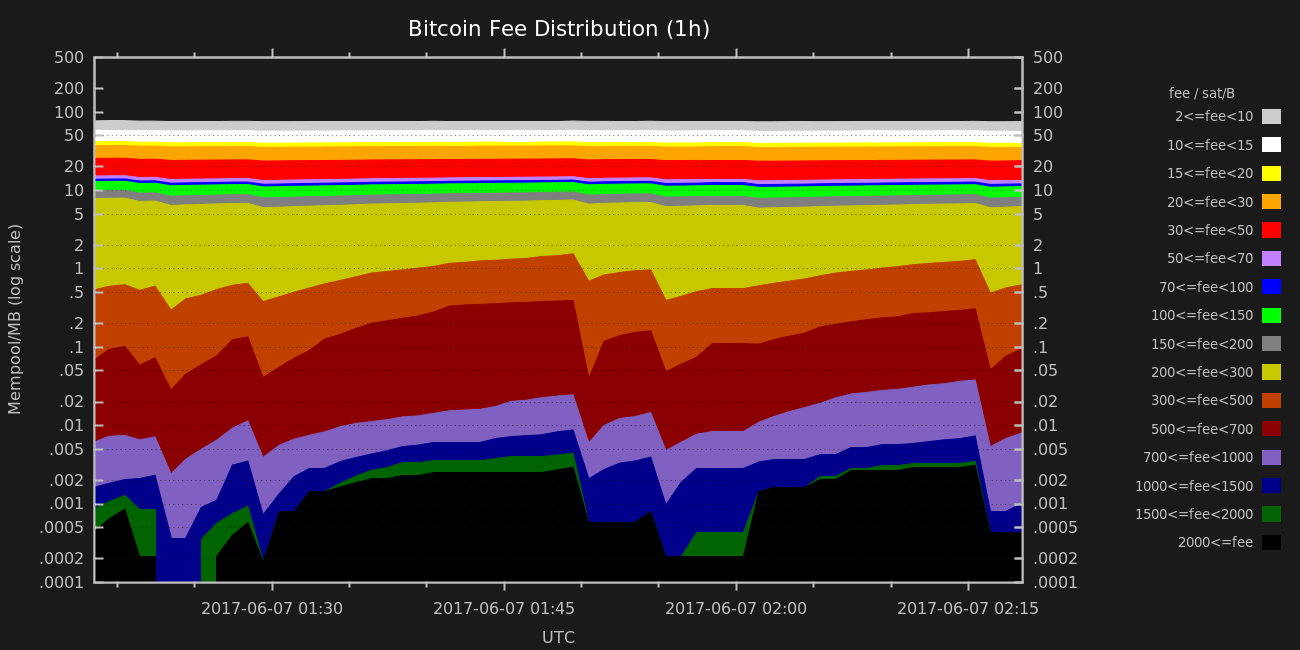 Bitcoin Fee Distribution (1h)
500 500
200 200
100 100
50 50
20 20
10 10
5 5
2 2
1 1
.5 .5
.2 .2
.1 .1
.05 .05
.02 .02
.01 .01
.005 .005
.002 .002
.001 .001
.0005 .0005
.0002 .0002
.0001 .0001
Mempool/MB (log scale)
2017-06-07 01:30 2017-06-07 01:45 2017-06-07 02:00 2017-06-07 02:15
UTC
fee / sat/B
2<=fee<10
10<=fee<15
15<=fee<20
20<=fee<30
30<=fee<50
50<=fee<70
70<=fee<100
100<=fee<150
150<=fee<200
200<=fee<300
300<=fee<500
500<=fee<700
700<=fee<1000
1000<=fee<1500
1500<=fee<2000
2000<=fee